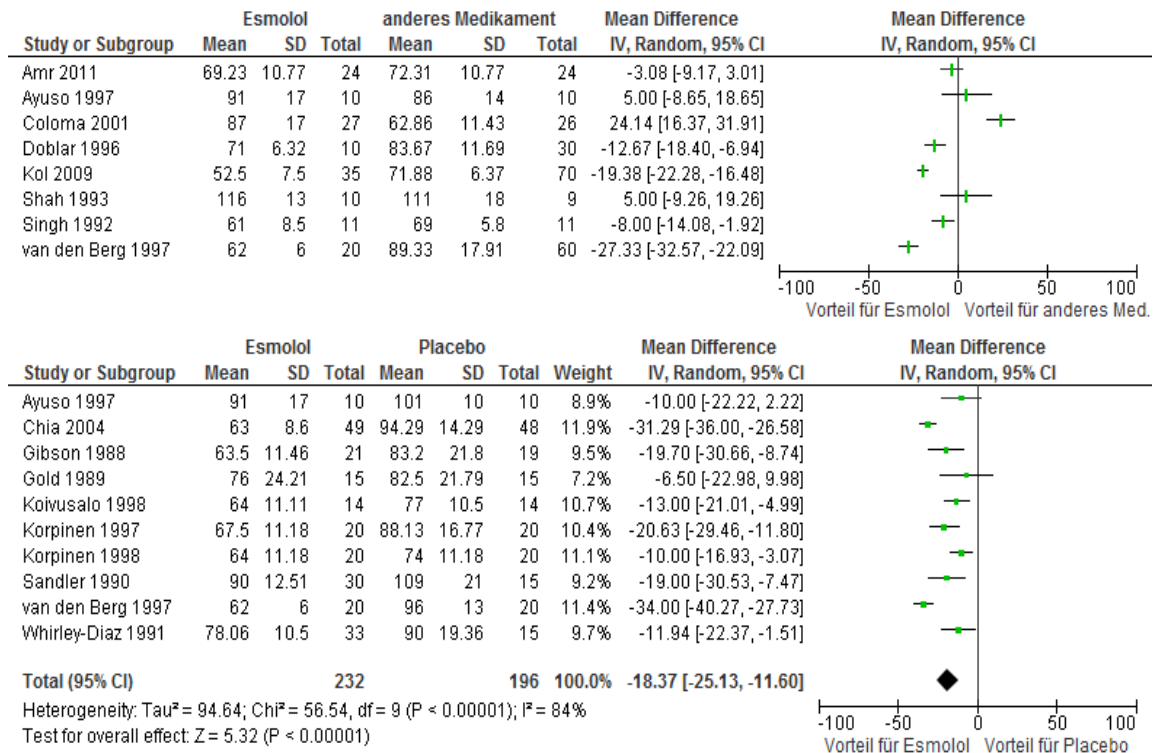 Esmolol anderes Medikament Mean Difference Mean Difference
Study or Subgroup Mean SD Total Mean SD Total IV, Random, 95% CI IV, Random, 95% CI
Amr 2011 69.23 10.77 24 72.31 10.77 24 -3.08 [-9.17, 3.01]
Ayuso 1997 91 17 10 86 14 10 5.00 [-8.65, 18.65]
Coloma 2001 87 17 27 62.86 11.43 26 24.14 [16.37, 31.91]
Doblar 1996 71 6.32 10 83.67 11.69 30 -12.67 [-18.40, -6.94]
Kol 2009 52.5 7.5 35 71.88 6.37 70 -19.38 [-22.28, -16.48]
Shah 1993 116 13 10 111 18 9 5.00 [-9.26, 19.26]
Singh 1992 61 8.5 11 69 5.8 11 -8.00 [-14.08, -1.92]
van den Berg 1997 62 6 20 89.33 17.91 60 -27.33 [-32.57, -22.09]
-100 -50 0 50 100
Vorteil für Esmolol Vorteil für anderes Med.
Esmolol Placebo Mean Difference Mean Difference
Study or Subgroup Mean SD Total Mean SD Total Weight IV, Random, 95% CI IV, Random, 95% CI
Ayuso 1997 91 17 10 101 10 10 8.9% -10.00 [-22.22, 2.22]
Chia 2004 63 8.6 49 94.29 14.29 48 11.9% -31.29 [-36.00, -26.58]
Gibson 1988 63.5 11.46 21 83.2 21.8 19 9.5% -19.70 [-30.66, -8.74]
Gold 1989 76 24.21 15 82.5 21.79 15 7.2% -6.50 [-22.98, 9.98]
Koivusalo 1998 64 11.11 14 77 10.5 14 10.7% -13.00 [-21.01, -4.99]
Korpinen 1997 67.5 11.18 20 88.13 16.77 20 10.4% -20.63 [-29.46, -11.80]
Korpinen 1998 64 11.18 20 74 11.18 20 11.1% -10.00 [-16.93, -3.07]
Sandler 1990 90 12.51 30 109 21 15 9.2% -19.00 [-30.53, -7.47]
van den Berg 1997 62 6 20 96 13 20 11.4% -34.00 [-40.27, -27.73]
Whirley-Diaz 1991 78.06 10.5 33 90 19.36 15 9.7% -11.94 [-22.37, -1.51]
Total (95% CI) 232 196 100.0% -18.37 [-25.13, -11.60]
Heterogeneity: Tau² = 94.64; Chi² = 56.54, df = 9 (P < 0.00001); I² = 84%
Test for overall effect: Z = 5.32 (P < 0.00001)
-100 -50 0 50 100
Vorteil für Esmolol Vorteil für Placebo